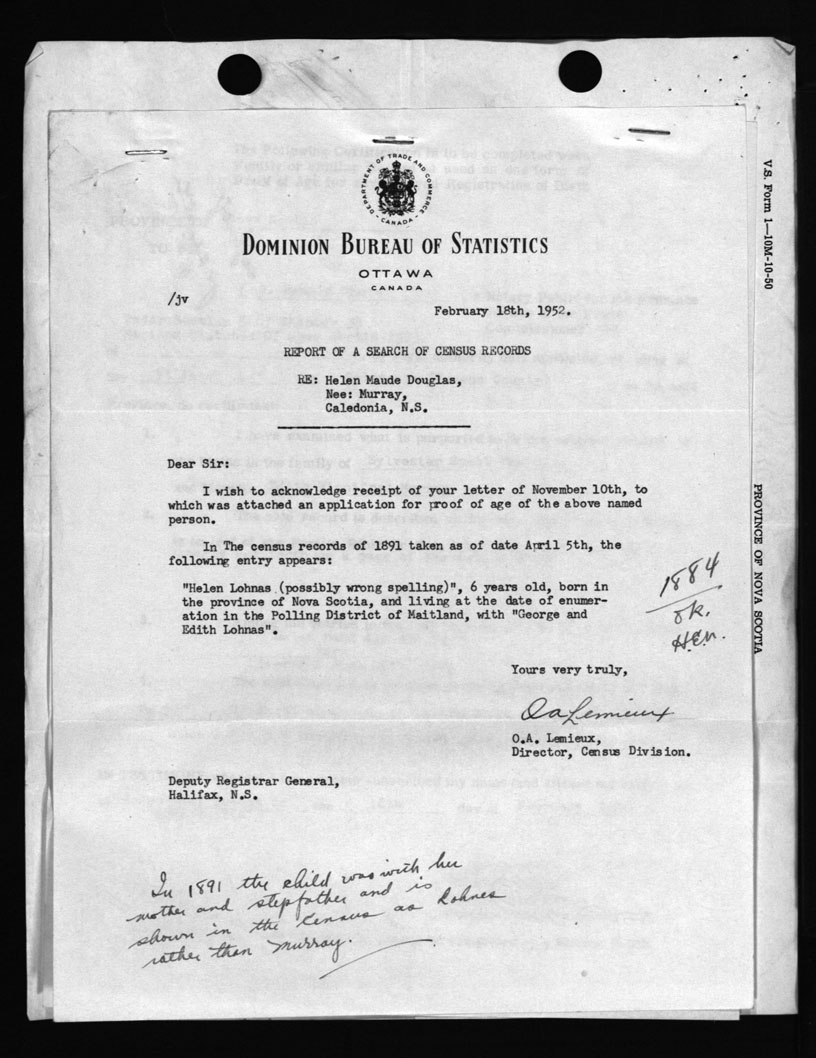 DEPARTMENT OF TRADE AND COMMERCE
CANADA
DOMINION BUREAU OF STATISTICS
OTTAWA
CANADA
/jv
February 18th, 1952.
REPORT OF A SEARCH OF CENSUS RECORDS
RE: Helen Maude Douglas,
Nee: Murray,
Caledonia, N.S.
Dear Sir:
I wish to acknowledge receipt of your letter of November 10th, to
which was attached an application for proof of age of the above named
person.
In The census records of 1891 taken as of date April 5th, the
following entry appears:
"Helen Lohnas (possibly wrong spelling)", 6 years old, born in
the province of Nova Scotia, and living at the date of enumer-
ation in the Polling District of Maitland, with "George and
Edith Lohnas".
1884
ok.
Yours very truly,
OaLemieux
O.A. Lemieux,
Director, Census Division.
Deputy Registrar General,
Halifax, N.S.
In 1891 the child was with her
mother and stepfather and is
shown in the Census as Lohnes
rather than Murray.
V.S. Form 1—10M-10-50
PROVINCE OF NOVA SCOTIA